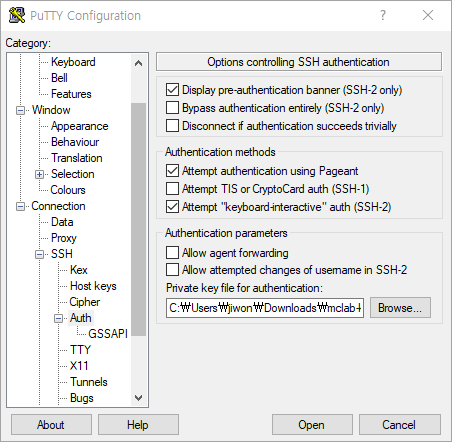 PuTTY Configuration
Category:
Keyboard
Bell
Features
Window
Appearance
Behaviour
Translation
Selection
Colours
Connection
Data
Proxy
SSH
Kex
Host keys
Cipher
Auth
GSSAPI
TTY
X11
Tunnels
Bugs
Options controlling SSH authentication
Display pre-authentication banner (SSH-2 only)
Bypass authentication entirely (SSH-2 only)
Disconnect if authentication succeeds trivially
Authentication methods
Attempt authentication using Pageant
Attempt TIS or CryptoCard auth (SSH-1)
Attempt "keyboard-interactive" auth (SSH-2)
Authentication parameters
Allow agent forwarding
Allow attempted changes of username in SSH-2
Private key file for authentication:
C:₩Users₩jiwon₩Downloads₩mclab
Browse...
About
Help
Open
Cancel